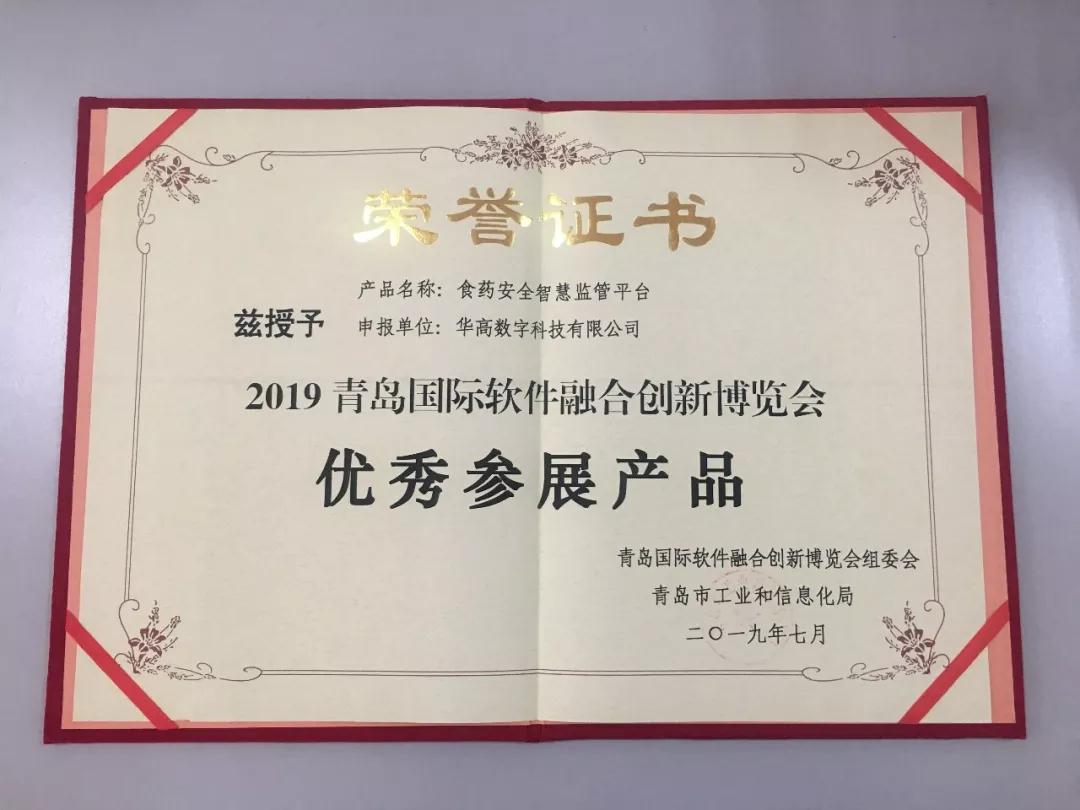 荣誉证书
产品名称：食药安全智慧监管平台
兹授予
申报单位：华高数字科技有限公司
2019青岛国际软件融合创新博览会
优秀参展产品
青岛国际软件融合创新博览会组委会
青岛市工业和信息化局
二〇一九年七月